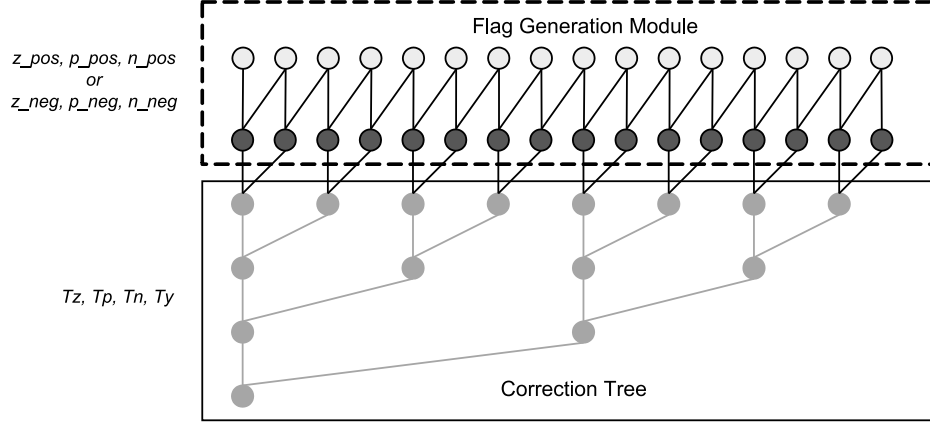 Flag Generation Module
z_pos, p_pos, n_pos
or
z_neg, p_neg, n_neg
Tz, Tp, Tn, Ty
Correction Tree